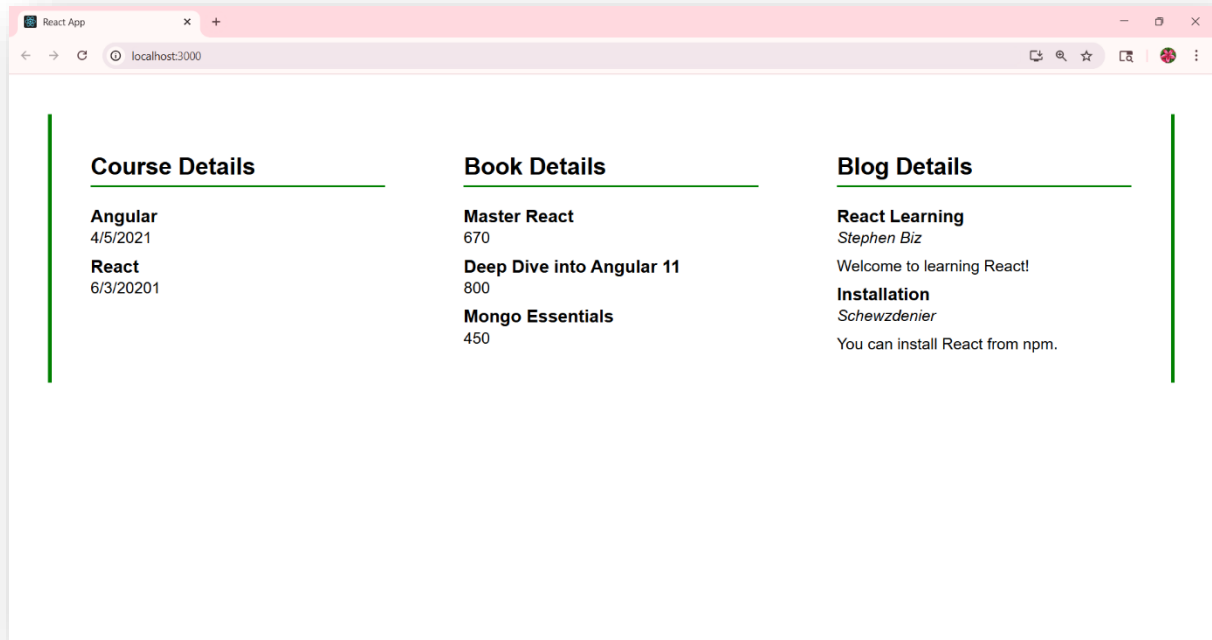 React App
localhost:3000
Course Details
Angular
4/5/2021
React
6/3/20201
Book Details
Master React
670
Deep Dive into Angular 11
800
Mongo Essentials
450
Blog Details
React Learning
Stephen Biz
Welcome to learning React!
Installation
Schewzdenier
You can install React from npm.